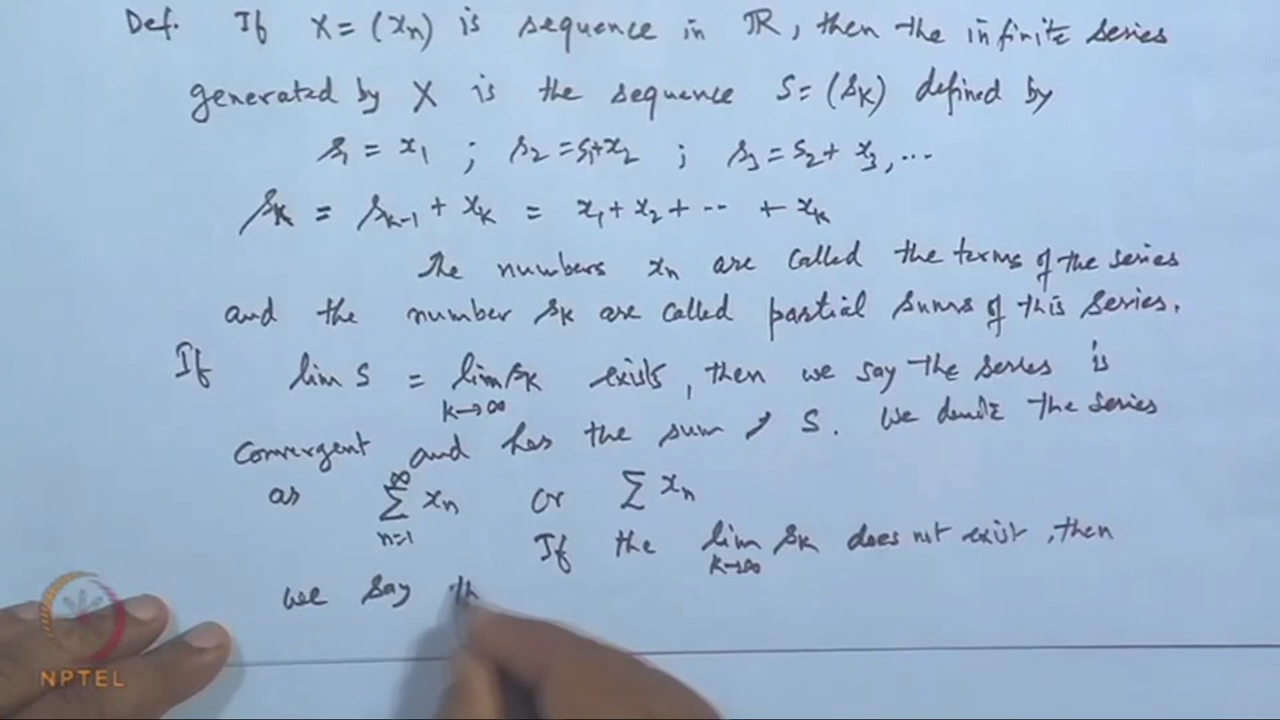 Def. If X = (xn) is sequence in ℝ, then the infinite series
generated by X is the sequence S = (sk) defined by
s1 = x1 ; s2 = s1+x2 ; s3 = s2 + x3, ...
sk = sk-1 + xk = x1 + x2 + ... + xk
The numbers xn are called the terms of the series
and the number sk are called partial sums of this series.
If lim S = lim k→∞ sk exists, then we say the series is
convergent and has the sum S. We denote the series
as ∑ n=1 ∞ xn or ∑ xn
If the lim k→∞ sk does not exist, then
we say th
NPTEL